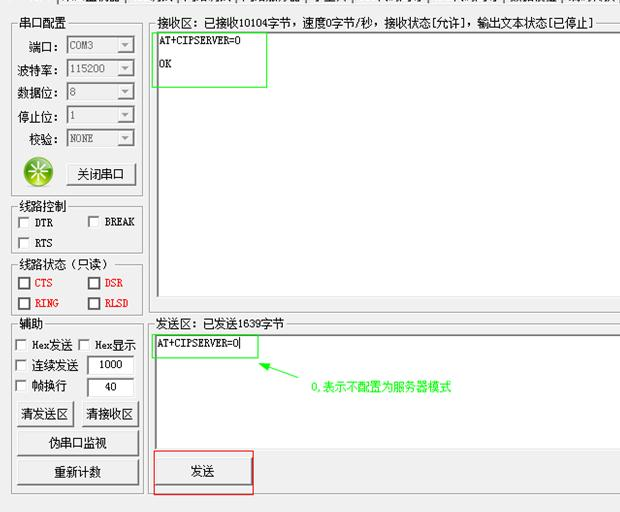 串口配置
端口： COM3
波特率： 115200
数据位： 8
停止位： 1
校验： NONE
关闭串口
线路控制
DTR BREAK
RTS
线路状态（只读）
CTS DSR
RING RLSD
辅助
Hex发送 Hex显示
连续发送 1000
帧换行 40
清发送区 清接收区
伪串口监视
重新计数
接收区：已接收10104字节，速度0字节/秒，接收状态[允许]，输出文本状态[已停止]
AT+CIPSERVER=0
OK
发送区：已发送1639字节
AT+CIPSERVER=0
0,表示不配置为服务器模式
发送